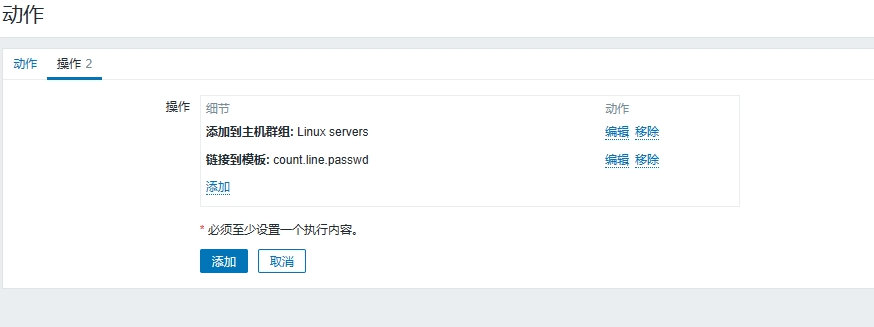 动作
动作 操作 2
操作 细节 动作
添加到主机群组: Linux servers 编辑 移除
链接到模板: count.line.passwd 编辑 移除
添加
* 必须至少设置一个执行内容。
添加 取消